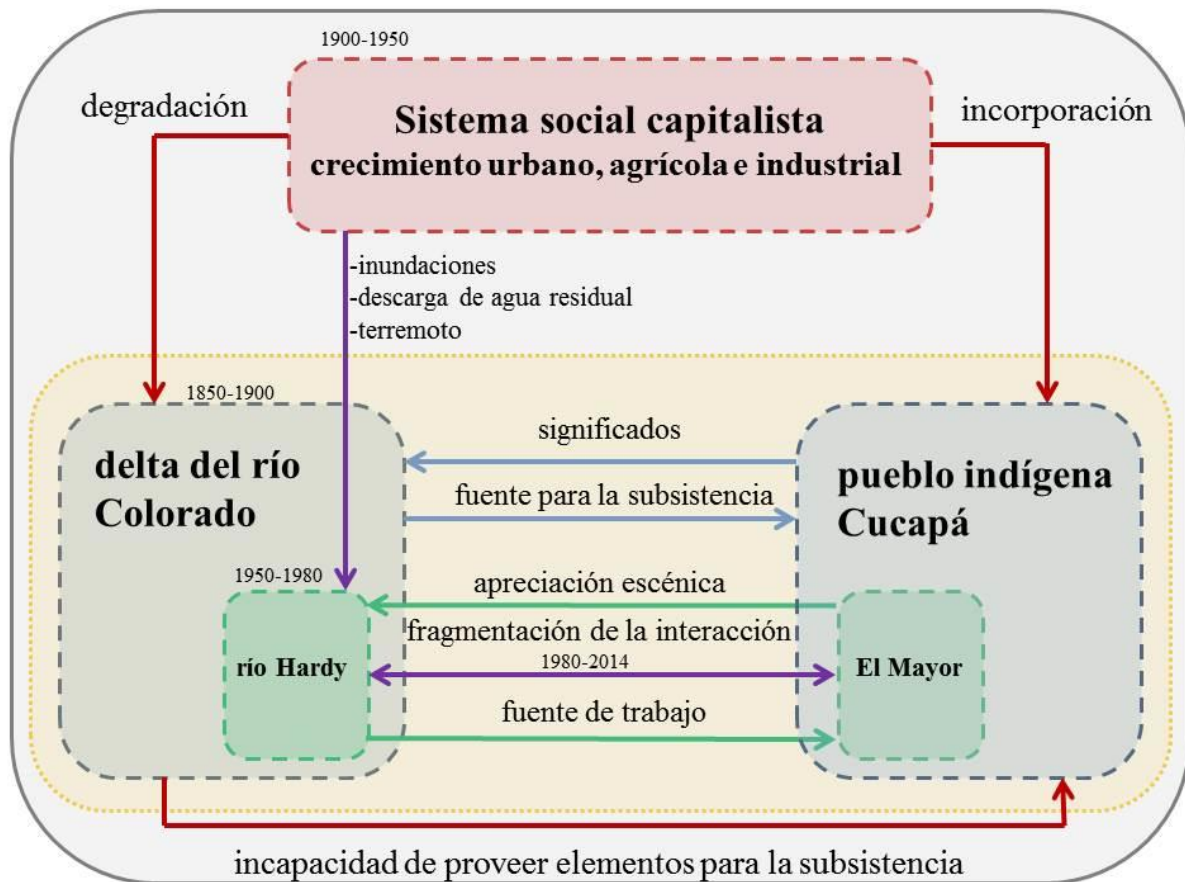 1900-1950
degradación
Sistema social capitalista
incorporación
crecimiento urbano, agrícola e industrial
-inundaciones
-descarga de agua residual
-terremoto
1850-1900
delta del río
Colorado
significados
fuente para la subsistencia
pueblo indígena
Cucapá
1950-1980
apreciación escénica
fragmentación de la interacción
río Hardy
1980-2014
El Mayor
fuente de trabajo
incapacidad de proveer elementos para la subsistencia